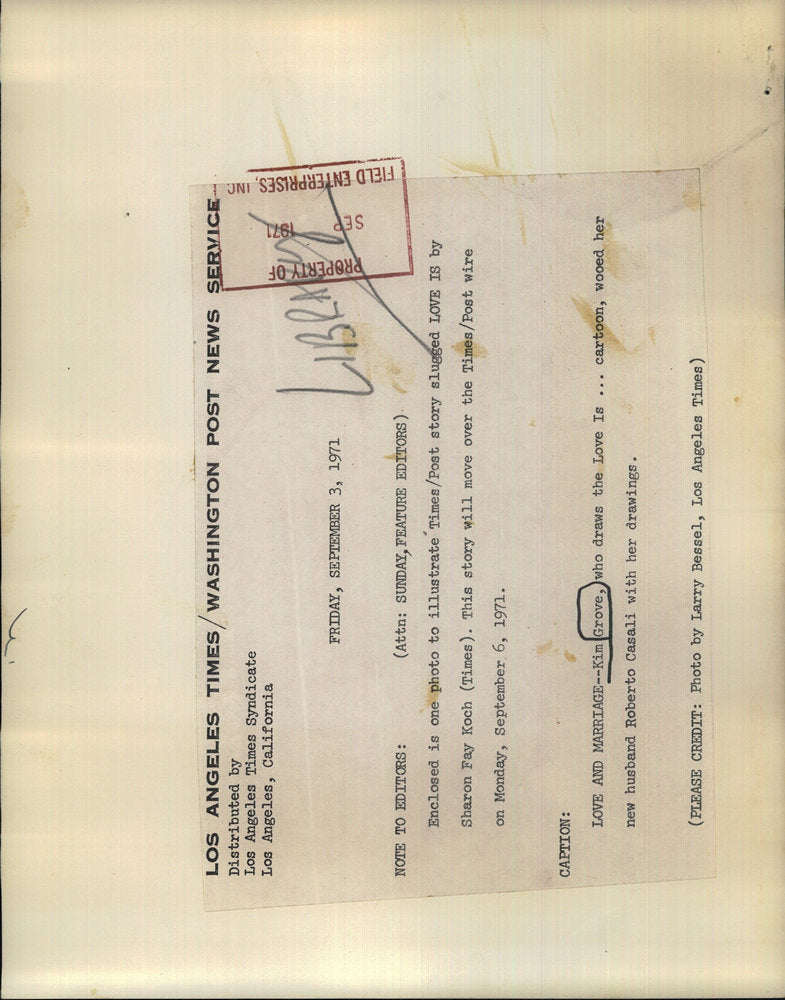 LOS ANGELES TIMES/WASHINGTON POST NEWS SERVICE
Distributed by
Los Angeles Times Syndicate
Los Angeles, California
PROPERTY OF
SEP 1971
FIELD ENTERPRISES, INC
LIBRARY
FRIDAY, SEPTEMBER 3, 1971
NOTE TO EDITORS: (Attn: SUNDAY, FEATURE EDITORS)
Enclosed is one photo to illustrate Times/Post story slugged LOVE IS by
Sharon Fay Koch (Times). This story will move over the Times/Post wire
on Monday, September 6, 1971.
CAPTION:
LOVE AND MARRIAGE--Kim Grove, who draws the Love Is ... cartoon, wooed her
new husband Roberto Casali with her drawings.
(PLEASE CREDIT: Photo by Larry Bessel, Los Angeles Times)